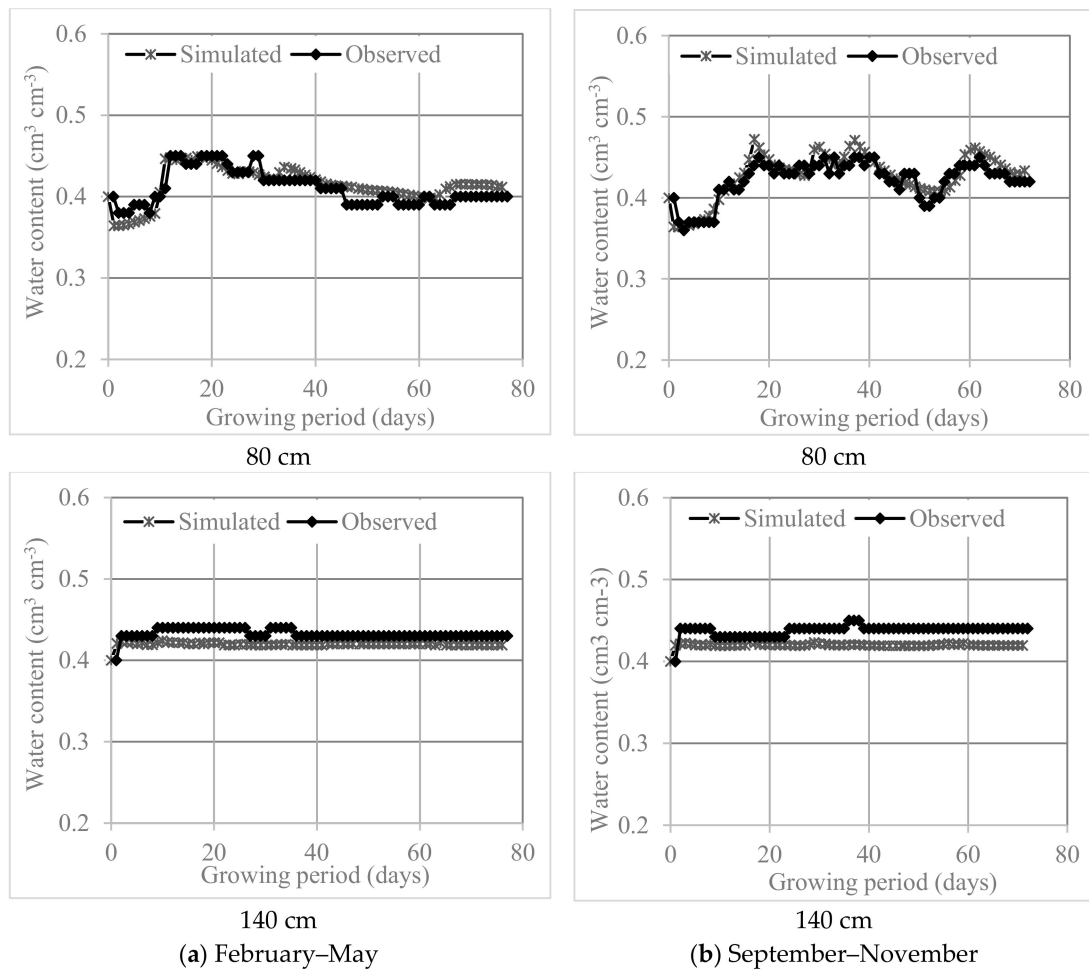 0.6
Simulated Observed
0.5
0.4
0.3
0.2
Water content (cm³ cm⁻³)
0 20 40 60 80
Growing period (days)
80 cm
0.6
Simulated Observed
0.5
0.4
0.3
0.2
Water content (cm³ cm⁻³)
0 20 40 60 80
Growing period (days)
80 cm
0.6
Simulated Observed
0.5
0.4
0.3
0.2
Water content (cm³ cm⁻³)
0 20 40 60 80
Growing period (days)
140 cm
(a) February–May
0.6
Simulated Observed
0.5
0.4
0.3
0.2
Water content (cm3 cm-3)
0 20 40 60 80
Growing period (days)
140 cm
(b) September–November